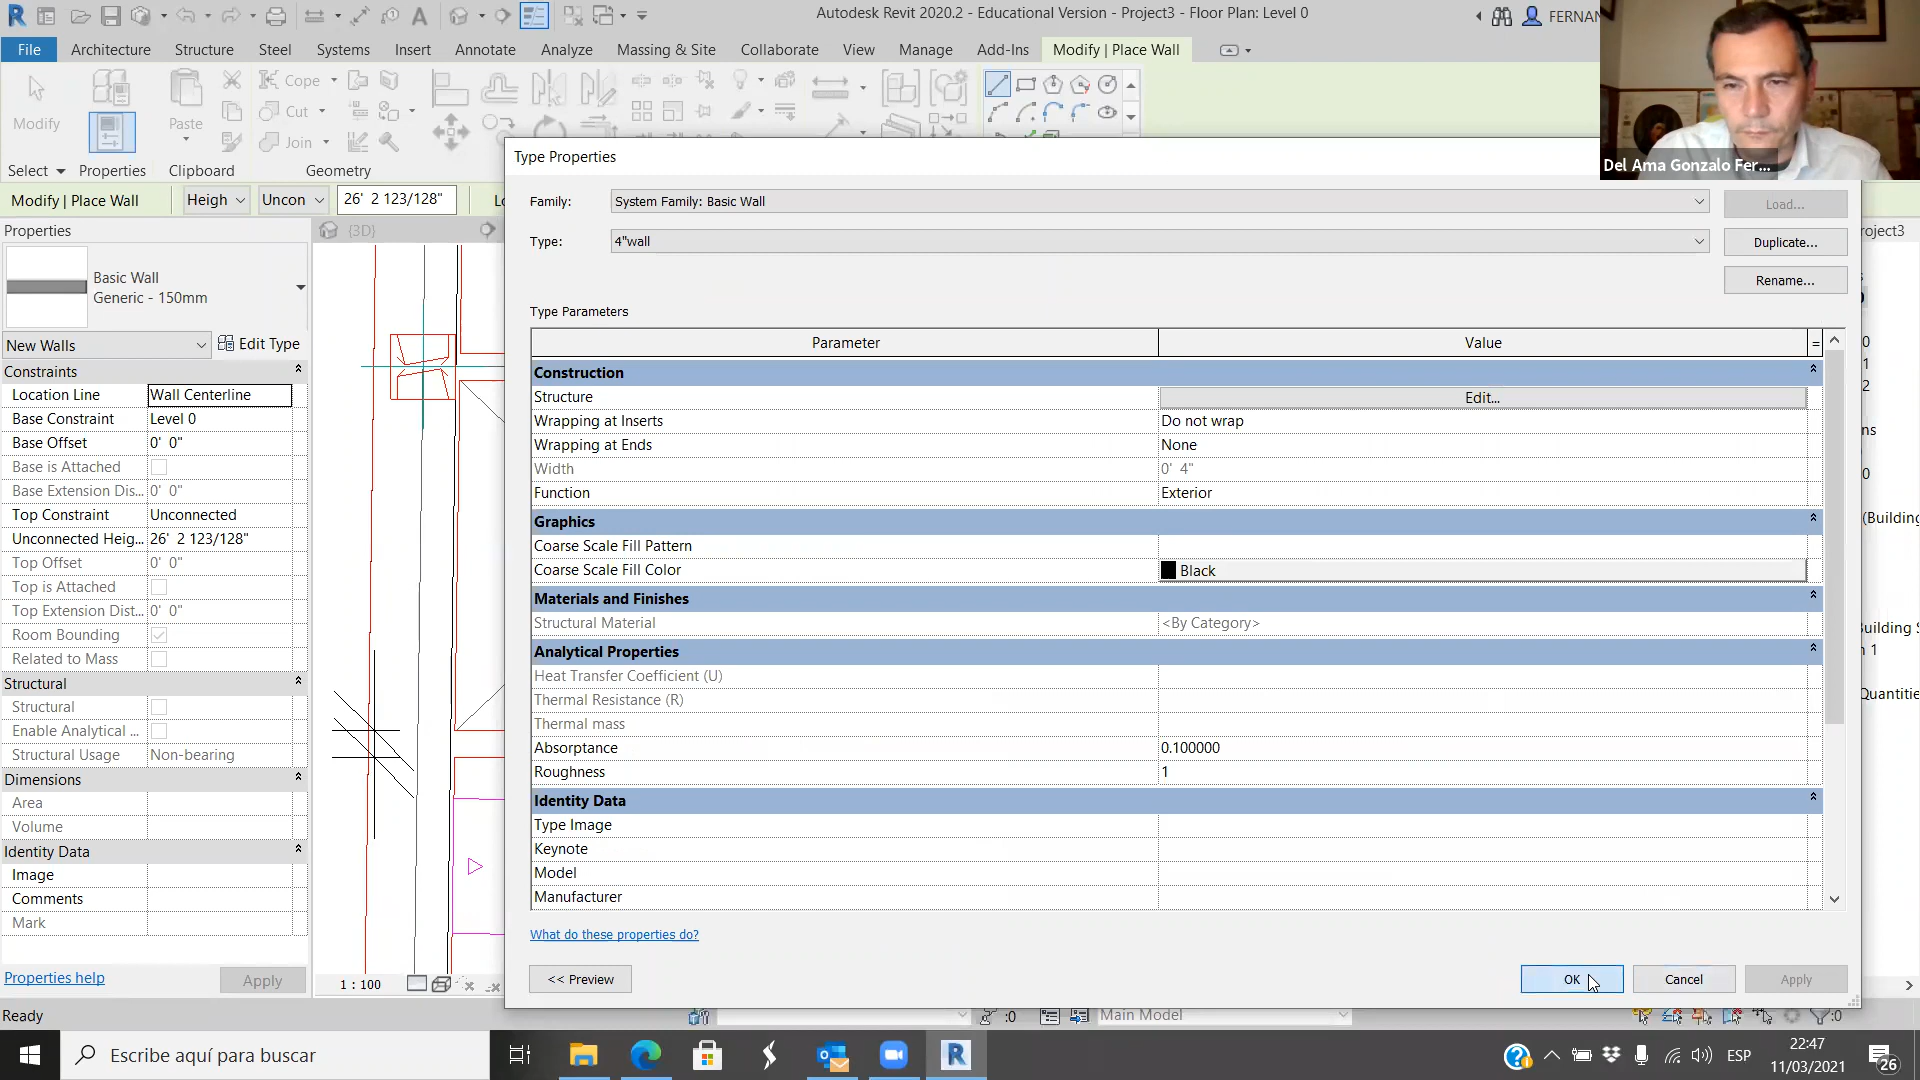 Autodesk Revit 2020.2 - Educational Version - Project3 - Floor Plan: Level 0
FERNAN
File Architecture Structure Steel Systems Insert Annotate Analyze Massing & Site Collaborate View Manage Add-Ins Modify | Place Wall
Modify
Paste
Cope
Cut
Join
Select Properties Clipboard Geometry
Del Ama Gonzalo Fer...
Modify | Place Wall Heigh Uncon 26' 2 123/128"
Properties
{3D}
roject3
Basic Wall
Generic - 150mm
New Walls Edit Type
Constraints
Location Line Wall Centerline
Base Constraint Level 0
Base Offset 0' 0"
Base is Attached
Base Extension Dis... 0' 0"
Top Constraint Unconnected
Unconnected Heig... 26' 2 123/128"
Top Offset 0' 0"
Top is Attached
Top Extension Dist... 0' 0"
Room Bounding
Related to Mass
Structural
Structural
Enable Analytical ...
Structural Usage Non-bearing
Dimensions
Area
Volume
Identity Data
Image
Comments
Mark
Properties help Apply
1 : 100
Type Properties
Family: System Family: Basic Wall Load...
Type: 4"wall Duplicate...
Rename...
Type Parameters
Parameter Value =
Construction
Structure Edit...
Wrapping at Inserts Do not wrap
Wrapping at Ends None
Width 0' 4"
Function Exterior
Graphics
Coarse Scale Fill Pattern
Coarse Scale Fill Color Black
Materials and Finishes
Structural Material <By Category>
Analytical Properties
Heat Transfer Coefficient (U)
Thermal Resistance (R)
Thermal mass
Absorptance 0.100000
Roughness 1
Identity Data
Type Image
Keynote
Model
Manufacturer
What do these properties do?
<< Preview OK Cancel Apply
0
1
2
ns
0
(Building
uilding S
n 1
Quantities
Ready :0 Main Model :0
Escribe aquí para buscar
ESP
22:47
11/03/2021
26